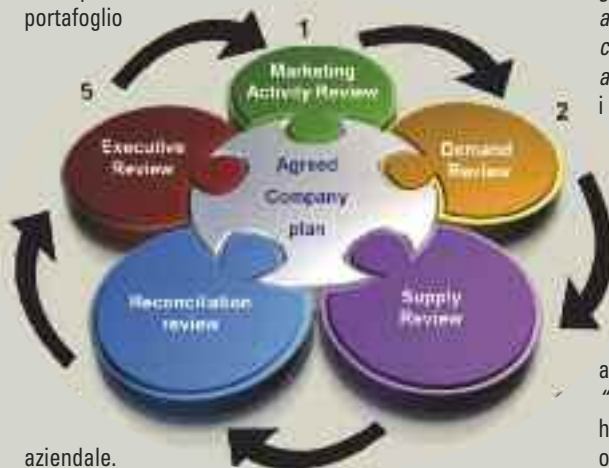 portafoglio
1
Marketing
Activity Review
5
2
Executive
Review
Demand
Review
Agreed
Company
plan
Reconciliation
review
Supply
Review
aziendale.